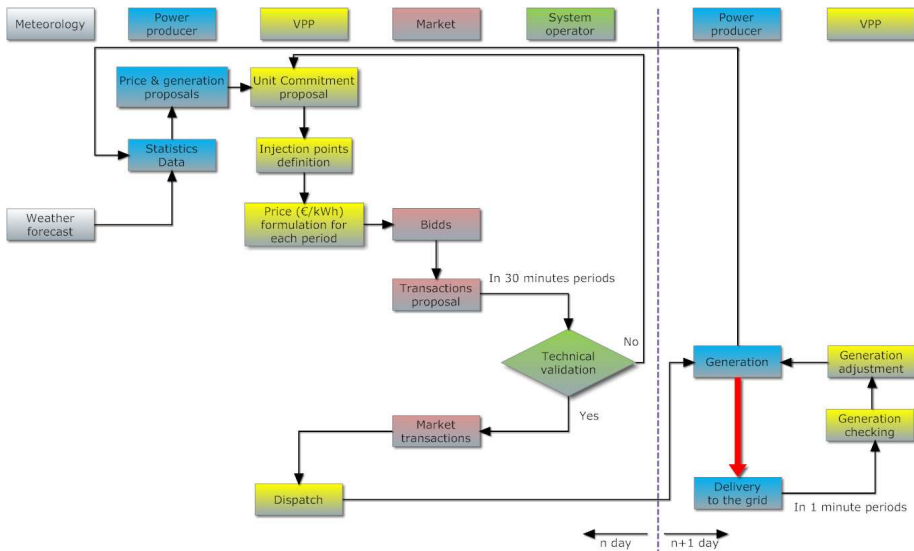 Meteorology
Power
producer
VPP
Market
System
operator
Power
producer
VPP
Price & generation
proposals
Unit Commitment
proposal
Statistics
Data
Injection points
definition
Weather
forecast
Price (€/kWh)
formulation for
each period
Bidds
Transactions
proposal
In 30 minutes periods
No
Technical
validation
Generation
Generation
adjustment
Yes
Market
transactions
Generation
checking
Dispatch
Delivery
to the grid
In 1 minute periods
n day
n+1 day